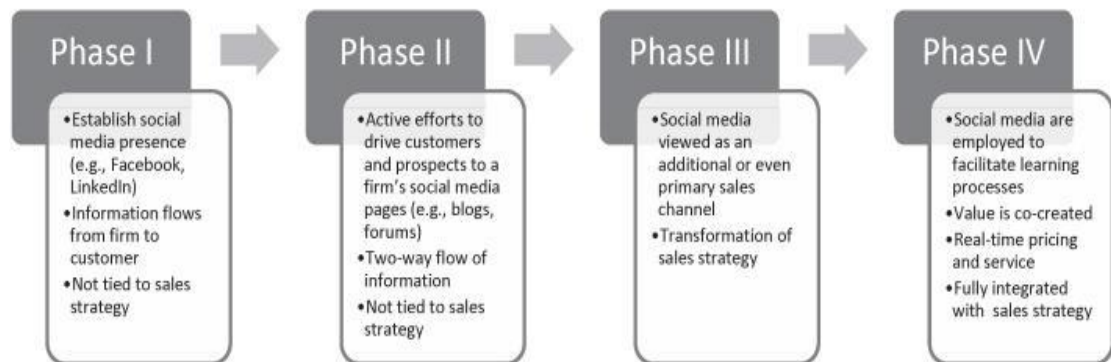 Phase I
•Establish social
media presence
(e.g., Facebook,
LinkedIn)
•Information flows
from firm to
customer
•Not tied to sales
strategy
Phase II
•Active efforts to
drive customers
and prospects to a
firm's social media
pages (e.g., blogs,
forums)
•Two-way flow of
information
•Not tied to sales
strategy
Phase III
•Social media
viewed as an
additional or even
primary sales
channel
•Transformation of
sales strategy
Phase IV
•Social media are
employed to
facilitate learning
processes
•Value is co-created
•Real-time pricing
and service
•Fully integrated
with sales strategy